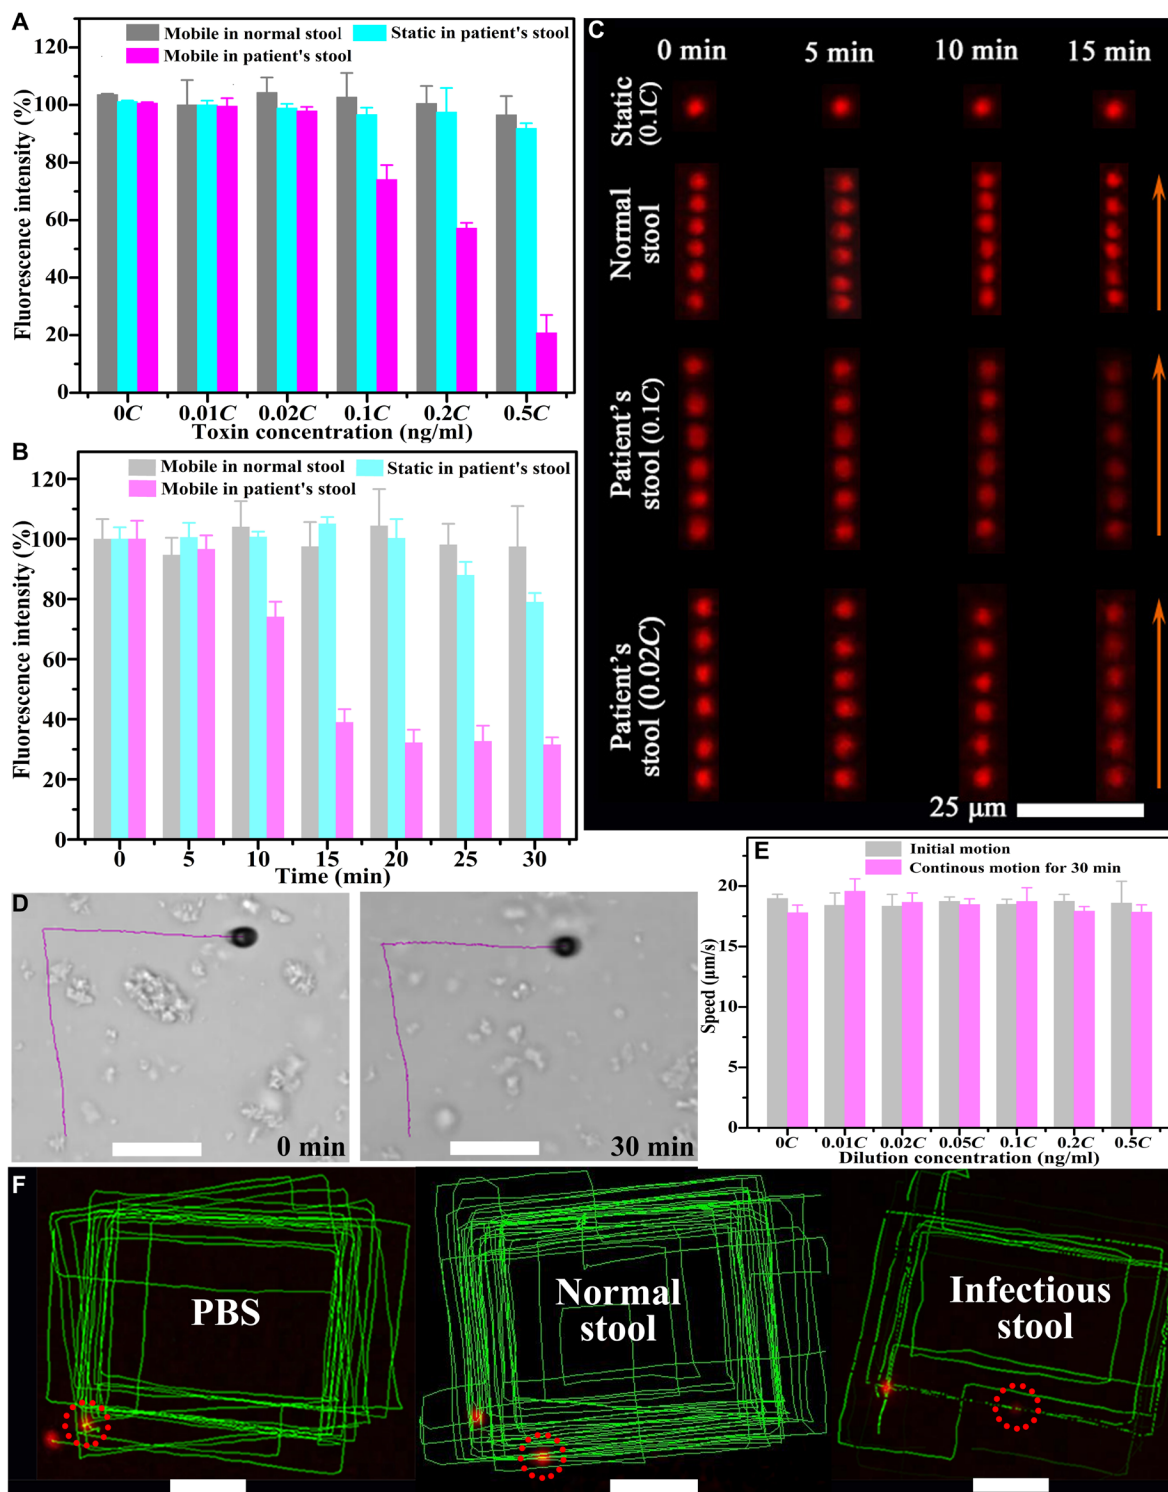 A
Mobile in normal stool
Static in patient's stool
Mobile in patient's stool
Fluorescence intensity (%)
120
100
80
60
40
20
0
0C 0.01C 0.02C 0.1C 0.2C 0.5C
Toxin concentration (ng/ml)
B
Mobile in normal stool
Static in patient's stool
Mobile in patient's stool
Fluorescence intensity (%)
120
100
80
60
40
20
0
0 5 10 15 20 25 30
Time (min)
C
0 min 5 min 10 min 15 min
Static
(0.1C)
Normal
stool
Patient's
stool (0.1C)
Patient's
stool (0.02C)
25 µm
D
0 min
30 min
E
Initial motion
Continous motion for 30 min
Speed (µm/s)
20
15
10
5
0
0C 0.01C 0.02C 0.05C 0.1C 0.2C 0.5C
Dilution concentration (ng/ml)
F
PBS
Normal
stool
Infectious
stool